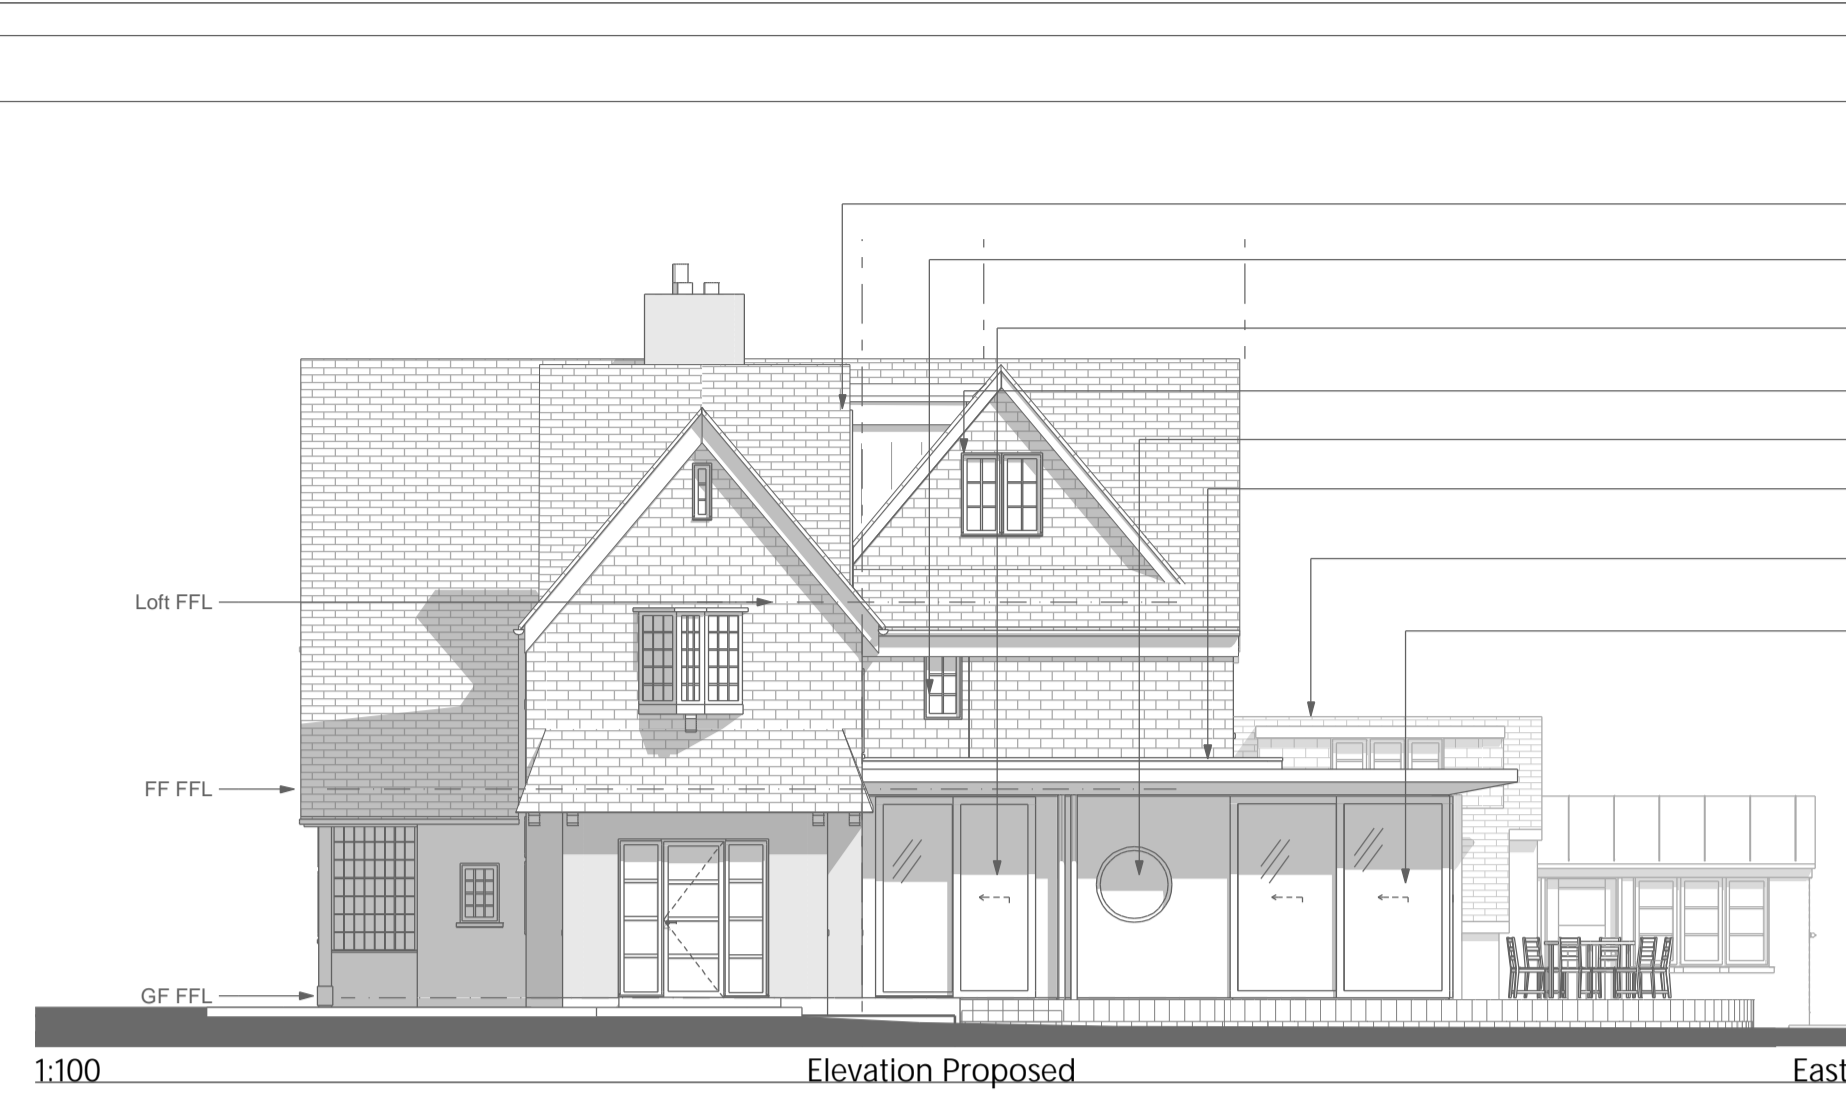 Loft FFL
FF FFL
GF FFL
1:100
Elevation Proposed
East